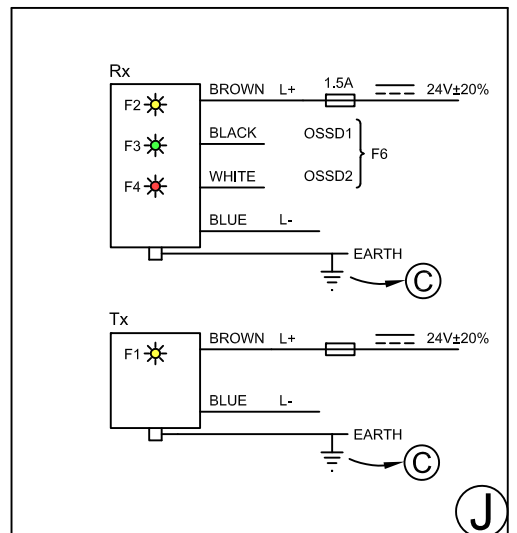 Rx
BROWN L+ 1.5A 24V±20%
F2
BLACK OSSD1
F3
F6
WHITE OSSD2
F4
BLUE L-
EARTH
C
Tx
BROWN L+ 24V±20%
F1
BLUE L-
EARTH
C
J